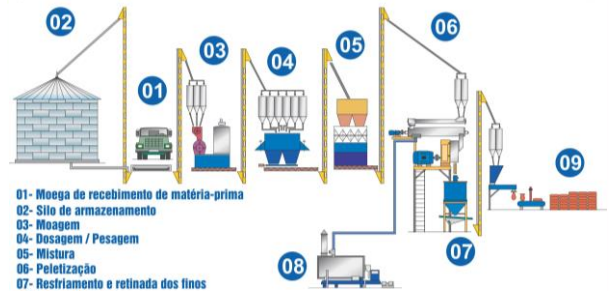 02
01
03
04
05
06
09
08
07
01- Moega de recebimento de matéria-prima
02- Silo de armazenamento
03- Moagem
04- Dosagem / Pesagem
05- Mistura
06- Peletização
07- Resfriamento e retinada dos finos